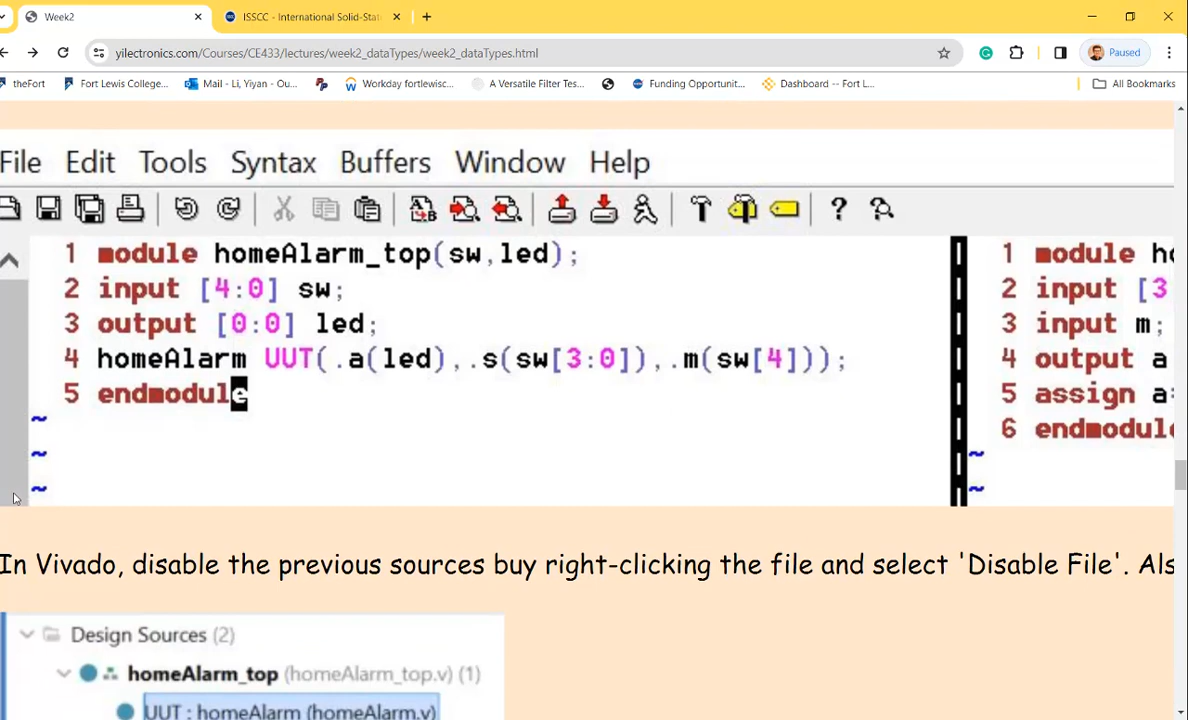 Week2
ISSCC - International Solid-Stat
yilectronics.com/Courses/CE433/lectures/week2_dataTypes/week2_dataTypes.html
Paused
theFort
Fort Lewis College...
Mail - Li, Yiyan - Ou...
Workday fortlewisc...
A Versatile Filter Tes...
Funding Opportunit...
Dashboard -- Fort L...
All Bookmarks
File Edit Tools Syntax Buffers Window Help
1 module homeAlarm_top(sw,led);
2 input [4:0] sw;
3 output [0:0] led;
4 homeAlarm UUT(.a(led),.s(sw[3:0]),.m(sw[4]));
5 endmodule
~
~
~
1 module ho
2 input [3
3 input m;
4 output a
5 assign a=
6 endmodule
~
~
In Vivado, disable the previous sources buy right-clicking the file and select 'Disable File'. Als
Design Sources (2)
homeAlarm_top (homeAlarm_top.v) (1)
UUT : homeAlarm (homeAlarm.v)